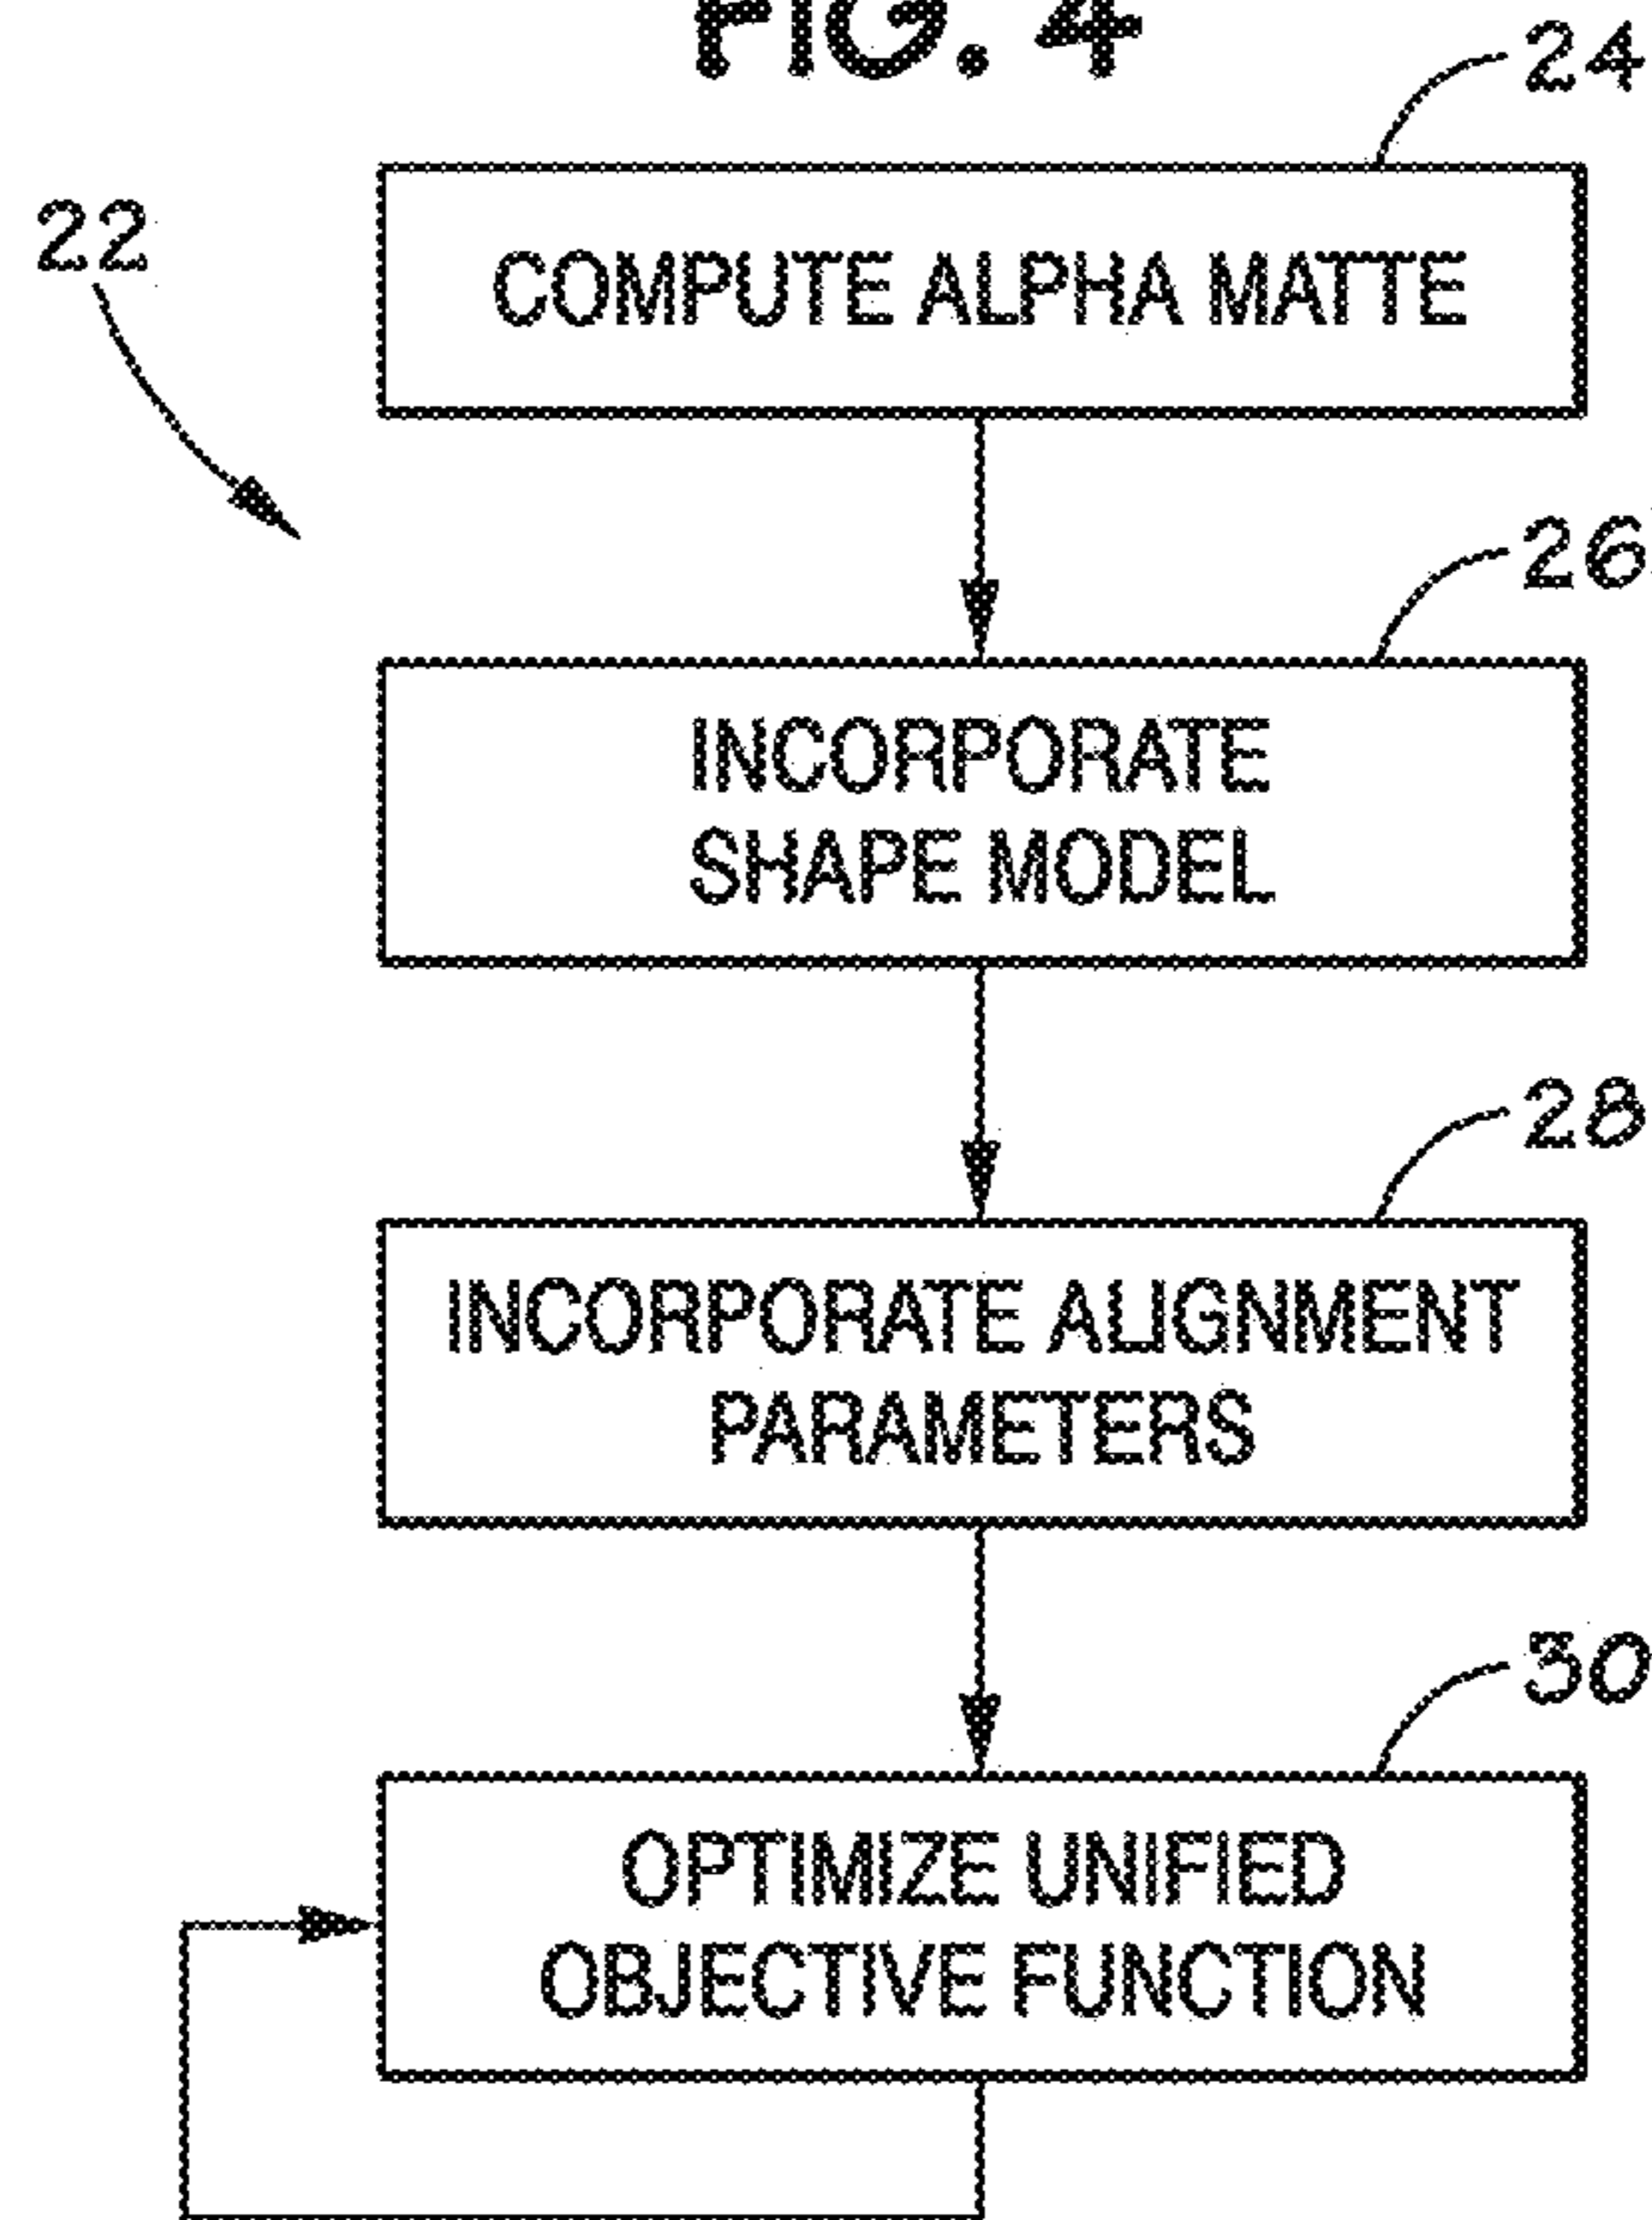 FIG. 4
24
22
COMPUTE ALPHA MATTE
26
INCORPORATE
SHAPE MODEL
28
INCORPORATE ALIGNMENT
PARAMETERS
30
OPTIMIZE UNIFIED
OBJECTIVE FUNCTION